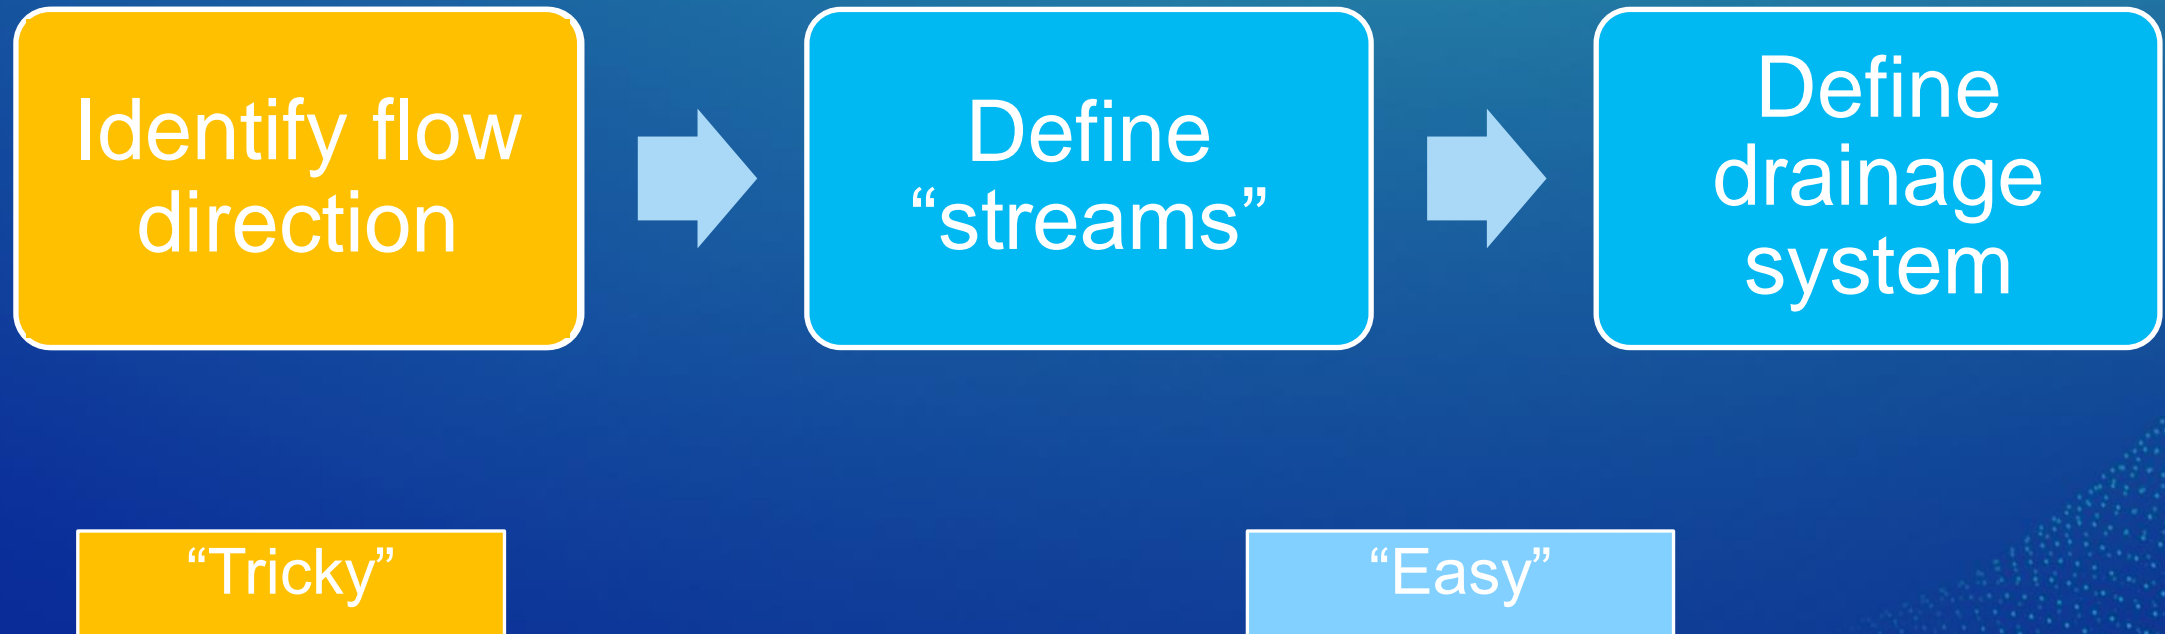 Identify flow
direction
Define
“streams”
Define
drainage
system
“Tricky”
“Easy”